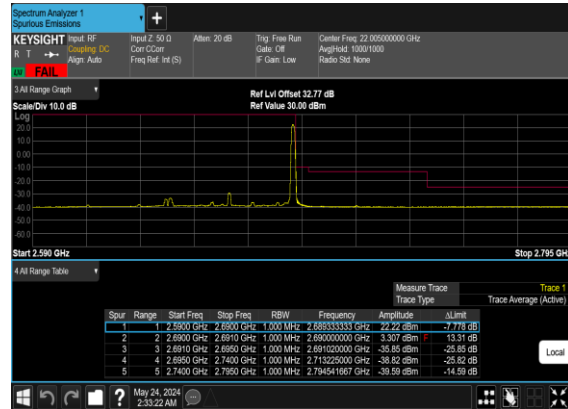 Spectrum Analyzer 1
Spurious Emissions
KEYSIGHT Input: RF Input Z: 50 Ω Atten: 20 dB Trig: Free Run Center Freq: 22.005000000 GHz
R T Coupling: DC Corr CCorr Gate: Off Avg|Hold: 1000/1000
Align: Auto Freq Ref: Int (S) IF Gain: Low Radio Std: None
LW FAIL
3 All Range Graph
Ref Lvl Offset 32.77 dB
Scale/Div 10.0 dB Ref Value 30.00 dBm
Log
20.0
10.0
0.00
-10.0
-20.0
-30.0
-40.0
-50.0
-60.0
Start 2.590 GHz Stop 2.795 GHz
4 All Range Table
Measure Trace Trace 1
Trace Type Trace Average (Active)
Spur Range Start Freq Stop Freq RBW Frequency Amplitude ΔLimit
1 1 2.5900 GHz 2.6900 GHz 1.000 MHz 2.689333333 GHz 22.22 dBm -7.778 dB
2 2 2.6900 GHz 2.6910 GHz 1.000 MHz 2.690000000 GHz 3.307 dBm F 13.31 dB
3 3 2.6910 GHz 2.6950 GHz 1.000 MHz 2.691020000 GHz -35.85 dBm -25.85 dB
4 4 2.6950 GHz 2.7400 GHz 1.000 MHz 2.713225000 GHz -38.82 dBm -25.82 dB
5 5 2.7400 GHz 2.7950 GHz 1.000 MHz 2.794541667 GHz -39.59 dBm -14.59 dB
Local
May 24, 2024
2:33:22 AM